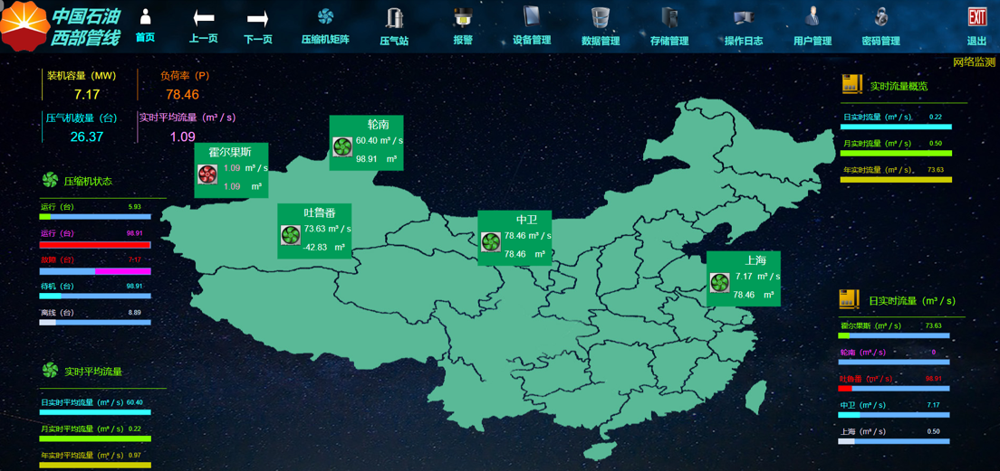 中国石油
西部管线
首页
上一页
下一页
压缩机矩阵
压气站
报警
设备管理
数据管理
存储管理
操作日志
用户管理
密码管理
EXIT
退出
网络监测
装机容量（MW）
7.17
负荷率（P）
78.46
压气机数量（台）
26.37
实时平均流量（m³ / s）
1.09
压缩机状态
运行（台） 5.93
运行（台） 98.91
故障（台） 7.17
待机（台） 98.91
离线（台） 8.89
实时平均流量
日实时平均流量（m³ / s） 60.40
月实时平均流量（m³ / s） 0.22
年实时平均流量（m³ / s） 0.97
霍尔果斯
1.09 m³ / s
1.09 m³
轮南
60.40 m³ / s
98.91 m³
吐鲁番
73.63 m³ / s
-42.83 m³
中卫
78.46 m³ / s
78.46 m³
上海
7.17 m³ / s
78.46 m³
实时流量概览
日实时流量（m³ / s） 0.22
月实时流量（m³ / s） 0.50
年实时流量（m³ / s） 73.63
日实时流量（m³ / s）
霍尔果斯（m³ / s） 73.63
轮南（m³ / s） 0
吐鲁番（m³ / s） 98.91
中卫（m³ / s） 7.17
上海（m³ / s） 0.50